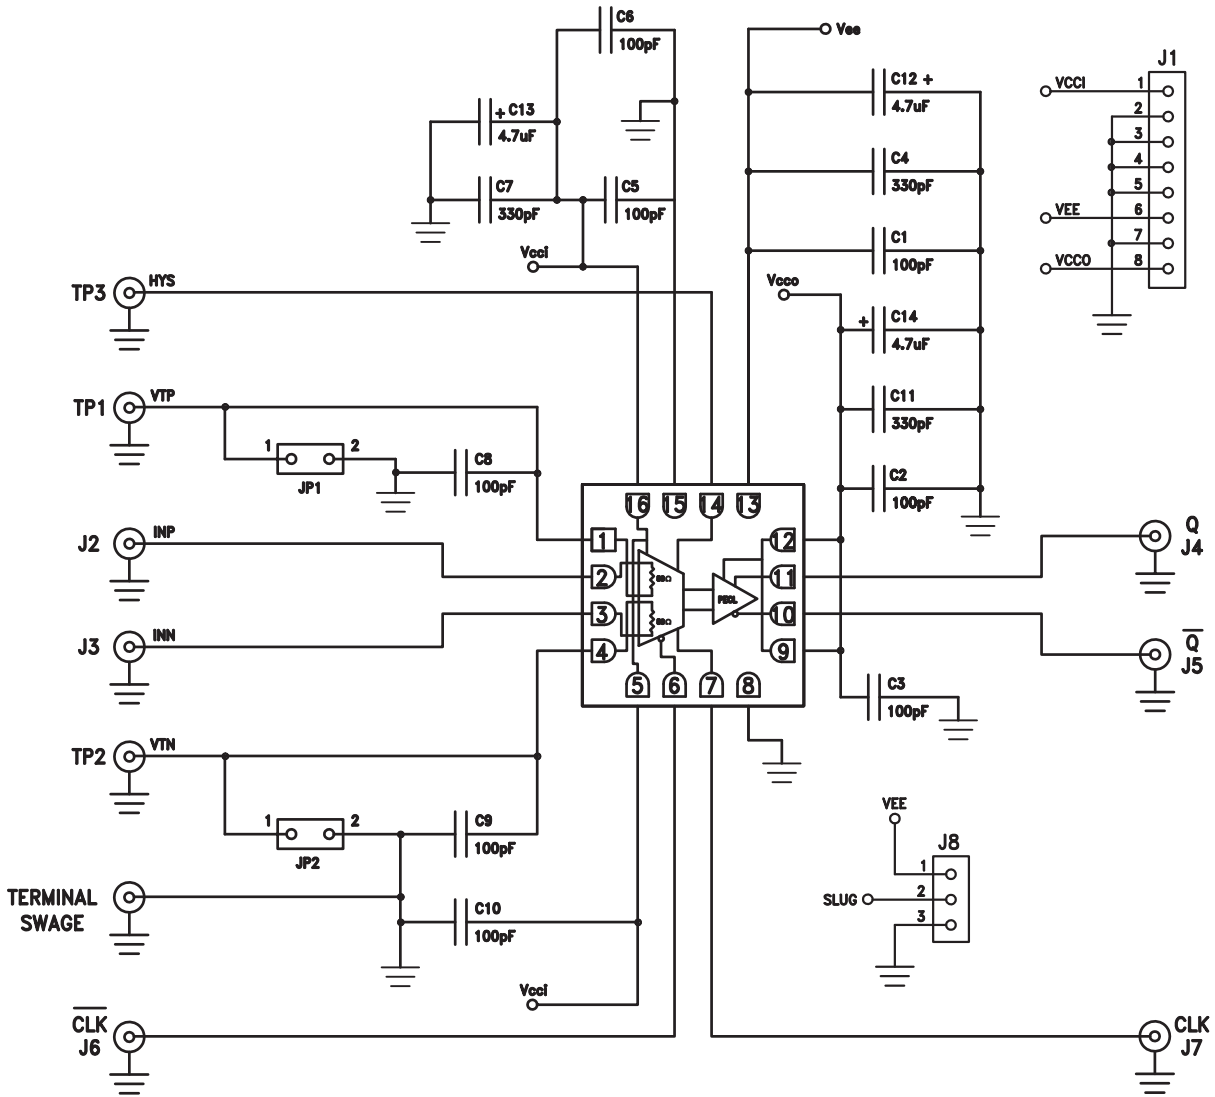 C6
100pF
Vee
J1
C12 +
4.7uF
VCCI
1
2
3
4
5
VEE
6
7
VCCO
8
+ C13
4.7uF
C4
330pF
C7
330pF
C5
100pF
C1
100pF
Vcci
Vcco
TP3
HYS
+
C14
4.7uF
TP1
VTP
C11
330pF
1
2
JP1
C8
100pF
C2
100pF
16
15
14
13
J2
INP
1
12
Q
J4
2
68Ω
11
PECL
3
68Ω
10
J3
INN
4
9
Q
J5
5
6
7
8
C3
100pF
TP2
VTN
1
2
JP2
C9
100pF
VEE
J8
1
SLUG
2
3
TERMINAL
SWAGE
C10
100pF
Vcci
CLK
J6
CLK
J7